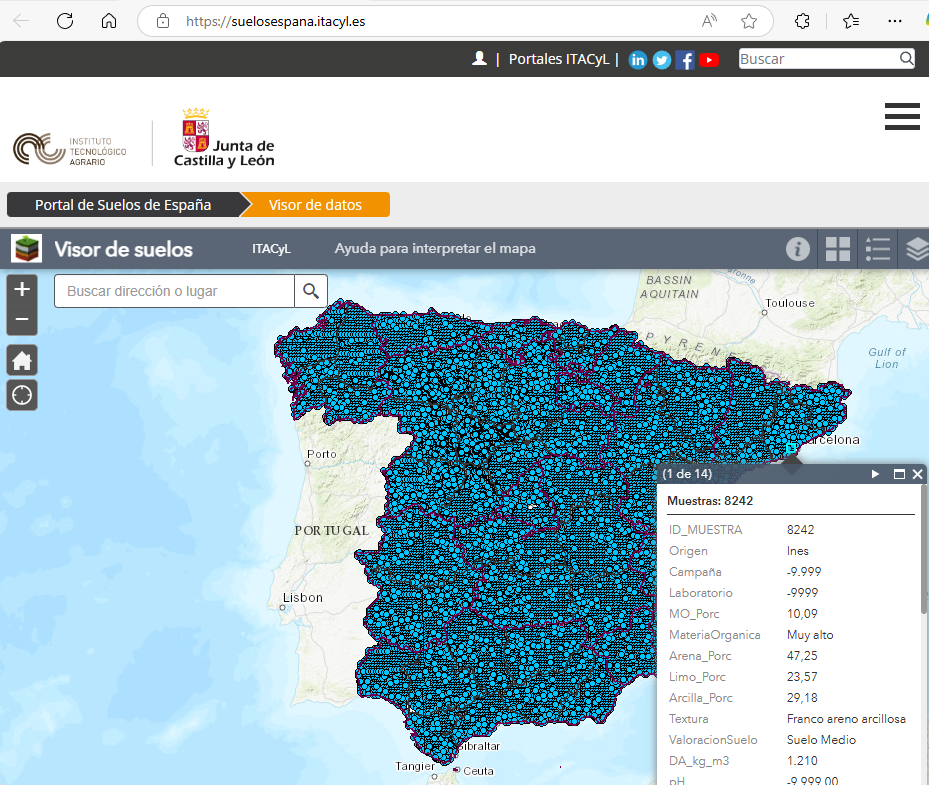 https://suelosespana.itacyl.es
| Portales ITACyL |
Buscar
INSTITUTO
TECNOLÓGICO
AGRARIO
Junta de
Castilla y León
Portal de Suelos de España
Visor de datos
Visor de suelos
ITACyL
Ayuda para interpretar el mapa
Buscar dirección o lugar
BASSIN
AQUITAIN
Toulouse
Gulf of
Lion
Porto
PORTUGAL
Lisbon
Tangier
Ceuta
(1 de 14)
Muestras: 8242
ID_MUESTRA 8242
Origen Ines
Campaña -9.999
Laboratorio -9999
MO_Porc 10,09
MateriaOrganica Muy alto
Arena_Porc 47,25
Limo_Porc 23,57
Arcilla_Porc 29,18
Textura Franco areno arcillosa
ValoracionSuelo Suelo Medio
DA_kg_m3 1.210
pH -9.999,00